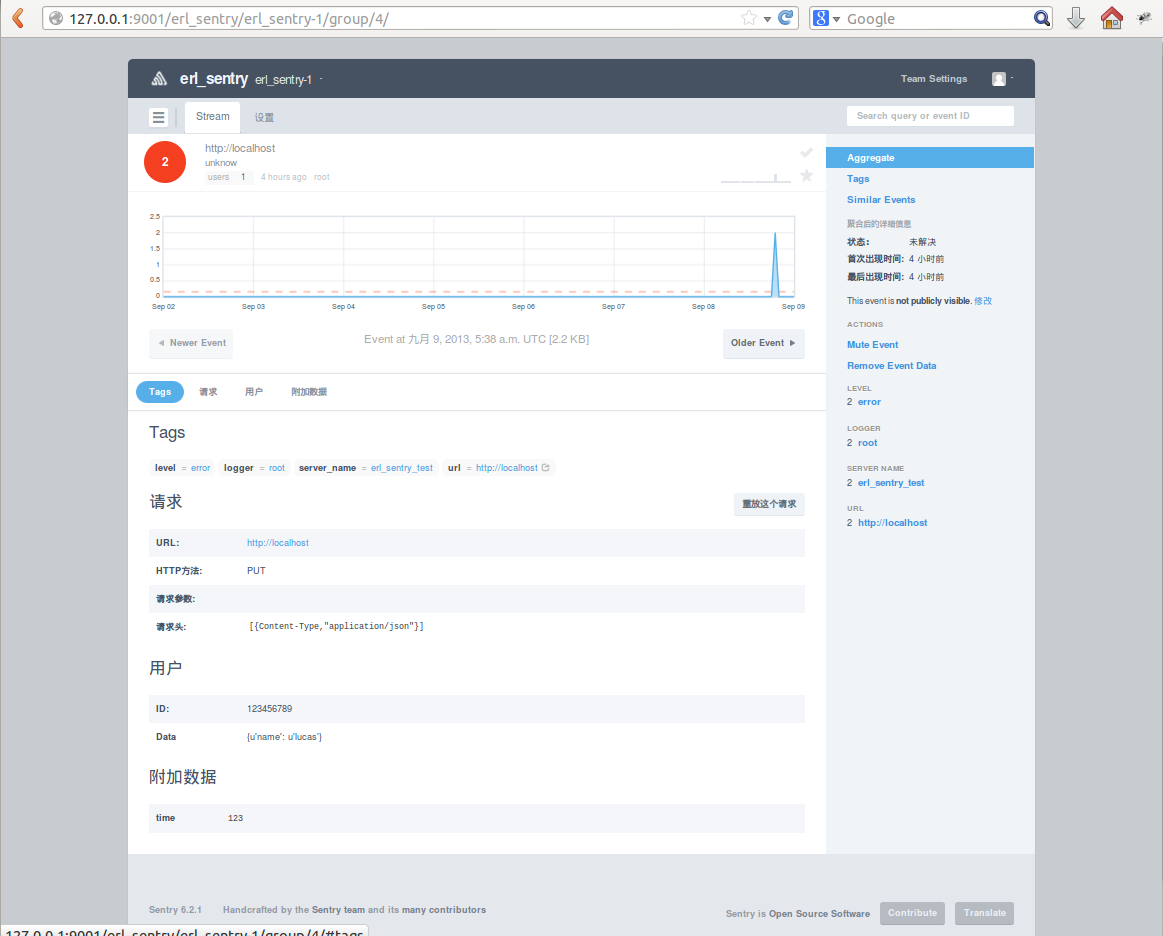 127.0.0.1:9001/erl_sentry/erl_sentry-1/group/4/
Google
erl_sentry erl_sentry-1
Team Settings
Stream 设置
Search query or event ID
2
http://localhost
unknow
users 1 4 hours ago root
2.5
2
1.5
1
0.5
0
Sep 02 Sep 03 Sep 04 Sep 05 Sep 06 Sep 07 Sep 08 Sep 09
Newer Event
Event at 九月 9, 2013, 5:38 a.m. UTC [2.2 KB]
Older Event
Tags 请求 用户 附加数据
Tags
level = error logger = root server_name = erl_sentry_test url = http://localhost
请求
重放这个请求
URL: http://localhost
HTTP方法: PUT
请求参数:
请求头: [{Content-Type,"application/json"}]
用户
ID: 123456789
Data {u'name': u'lucas'}
附加数据
time 123
Aggregate
Tags
Similar Events
聚合后的详细信息
状态: 未解决
首次出现时间: 4 小时前
最后出现时间: 4 小时前
This event is not publicly visible. 修改
ACTIONS
Mute Event
Remove Event Data
LEVEL
2 error
LOGGER
2 root
SERVER NAME
2 erl_sentry_test
URL
2 http://localhost
Sentry 6.2.1 Handcrafted by the Sentry team and its many contributors
Sentry is Open Source Software
Contribute
Translate
127.0.0.1:9001/erl_sentry/erl_sentry-1/group/4/#tags